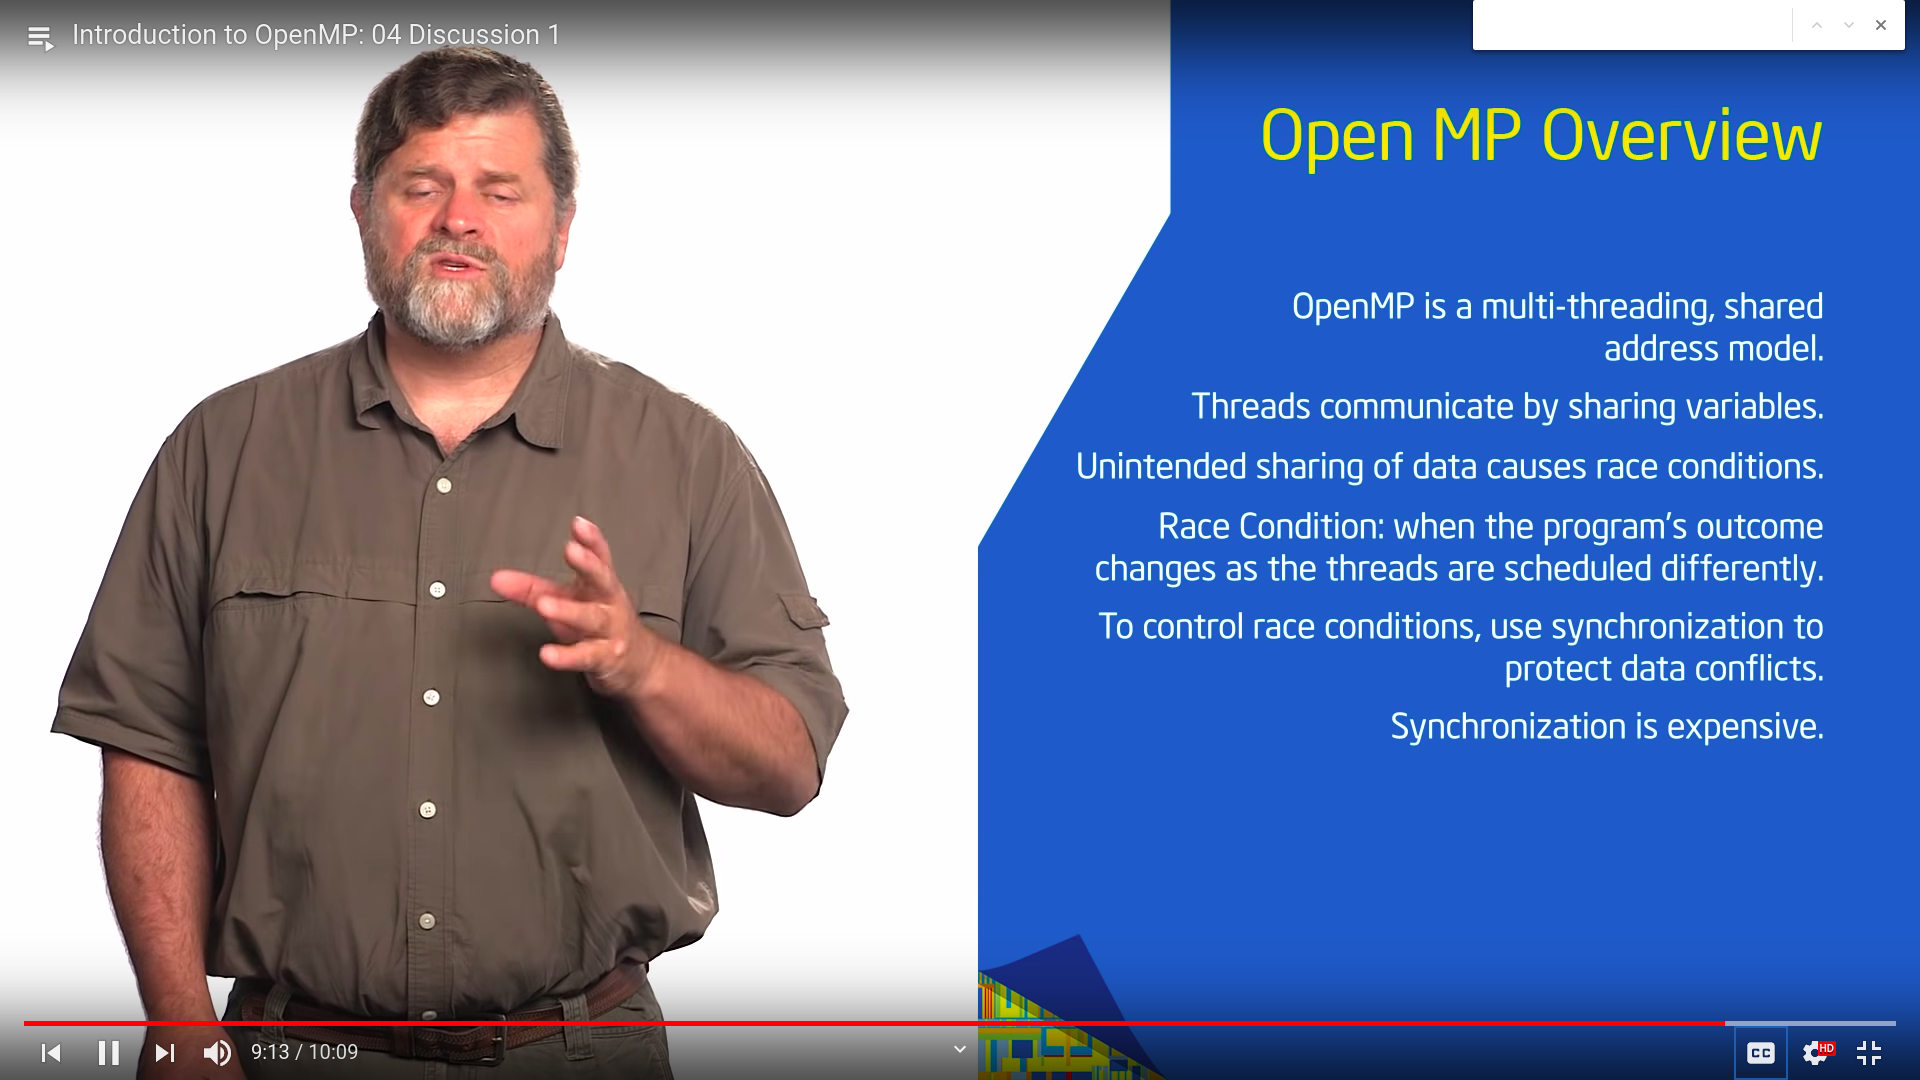 Introduction to OpenMP: 04 Discussion 1
Open MP Overview
OpenMP is a multi-threading, shared
address model.
Threads communicate by sharing variables.
Unintended sharing of data causes race conditions.
Race Condition: when the program's outcome
changes as the threads are scheduled differently.
To control race conditions, use synchronization to
protect data conflicts.
Synchronization is expensive.
9:13 / 10:09
CC
HD